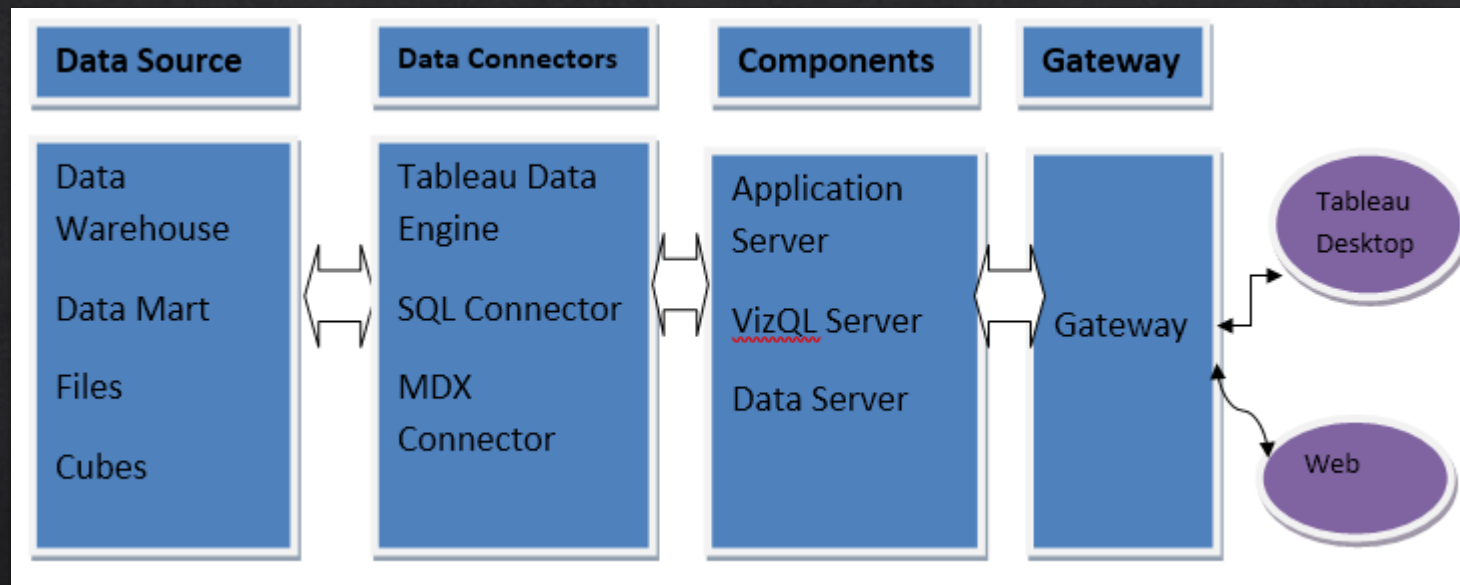 Data Source
Data Connectors
Components
Gateway
Data
Warehouse
Data Mart
Files
Cubes
Tableau Data
Engine
SQL Connector
MDX
Connector
Application
Server
VizQL Server
Data Server
Gateway
Tableau
Desktop
Web